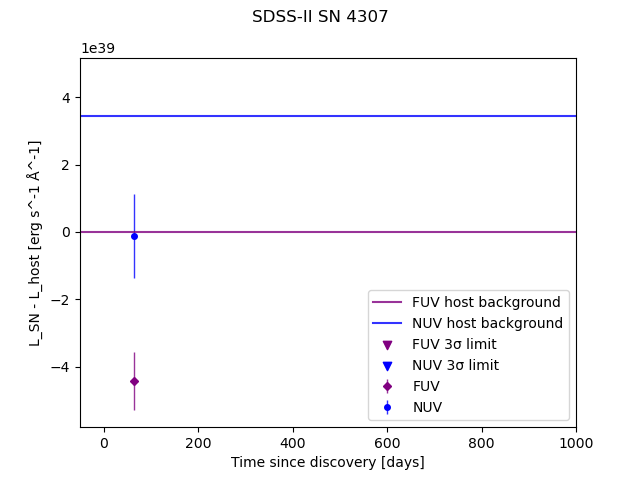 SDSS-II SN 4307
1e39
4
2
0
−2
−4
L_SN - L_host [erg s^-1 Å^-1]
FUV host background
NUV host background
FUV 3σ limit
NUV 3σ limit
FUV
NUV
0 200 400 600 800 1000
Time since discovery [days]